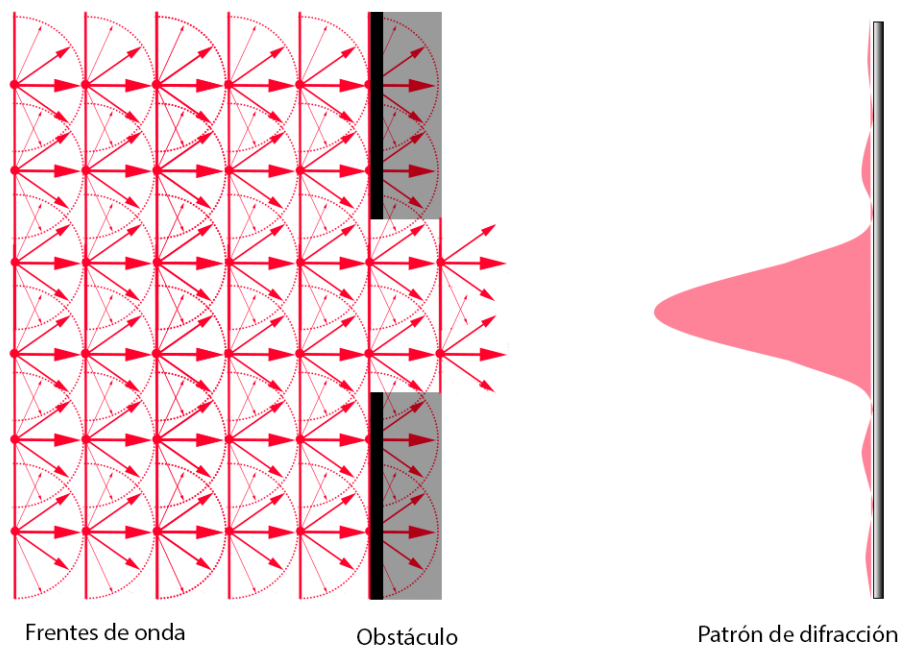 Frentes de onda
Obstáculo
Patrón de difracción